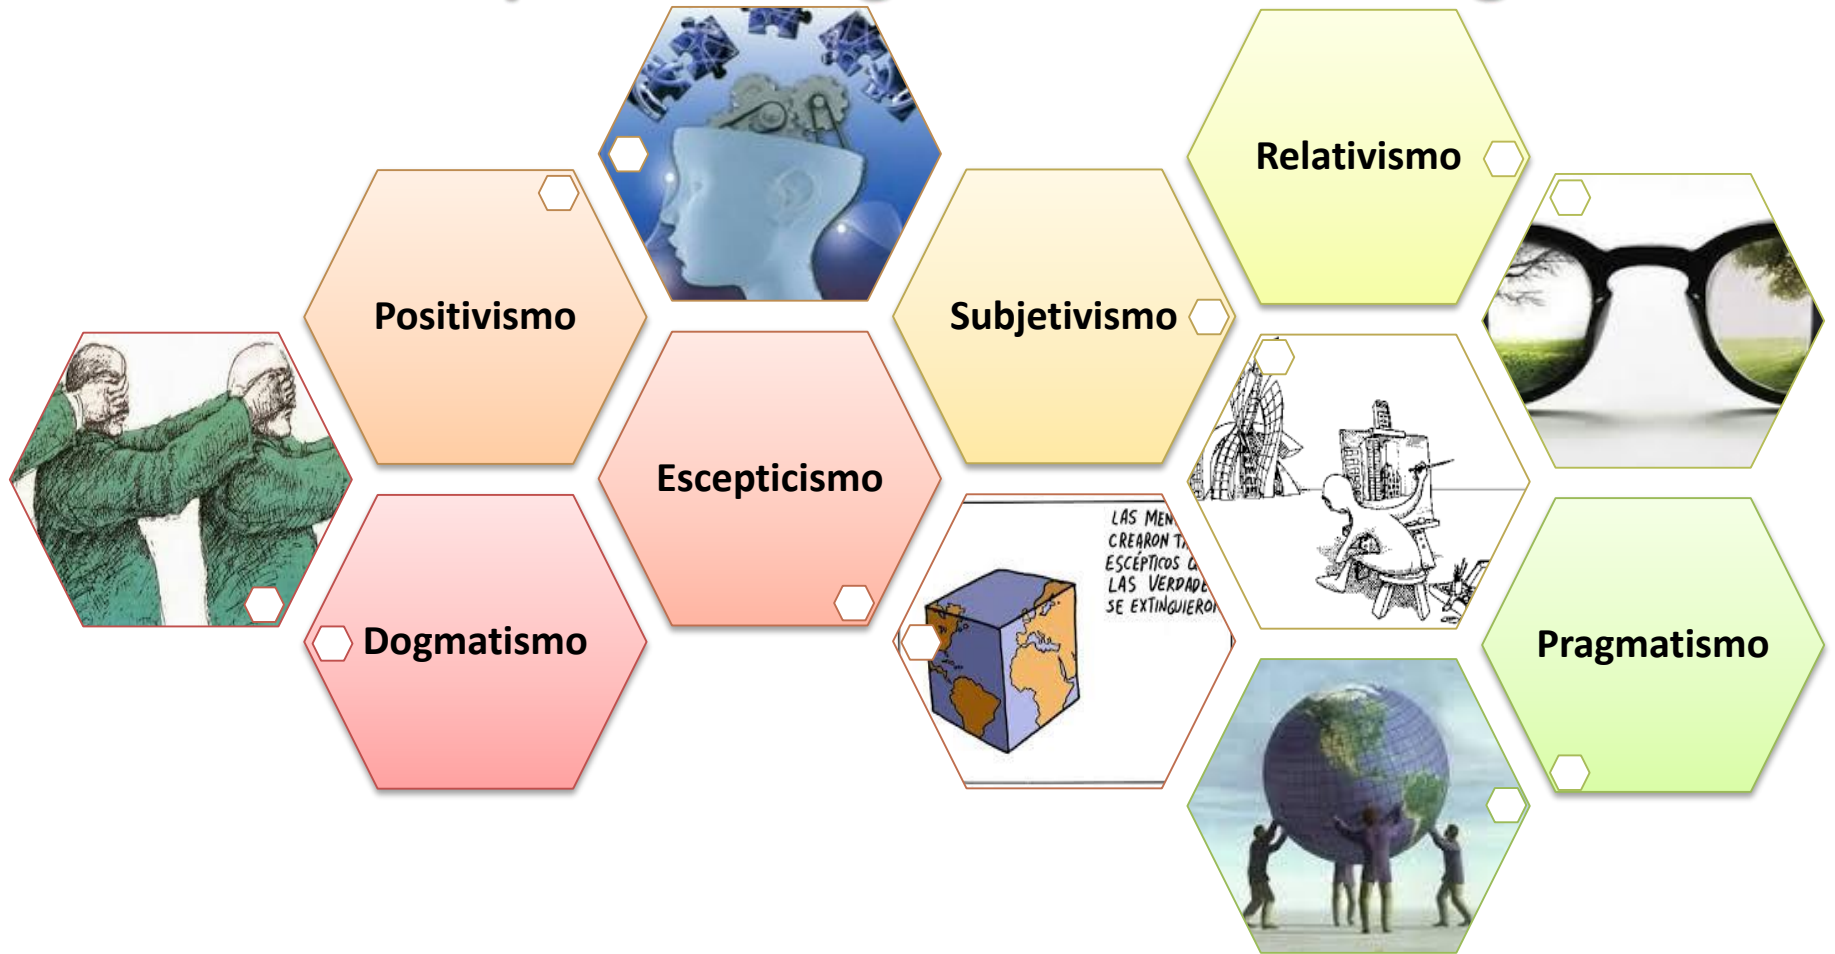 Relativismo
Positivismo
Subjetivismo
Escepticismo
Dogmatismo
Pragmatismo
LAS
CREARON
ESCÉPTICOS
LAS
SE